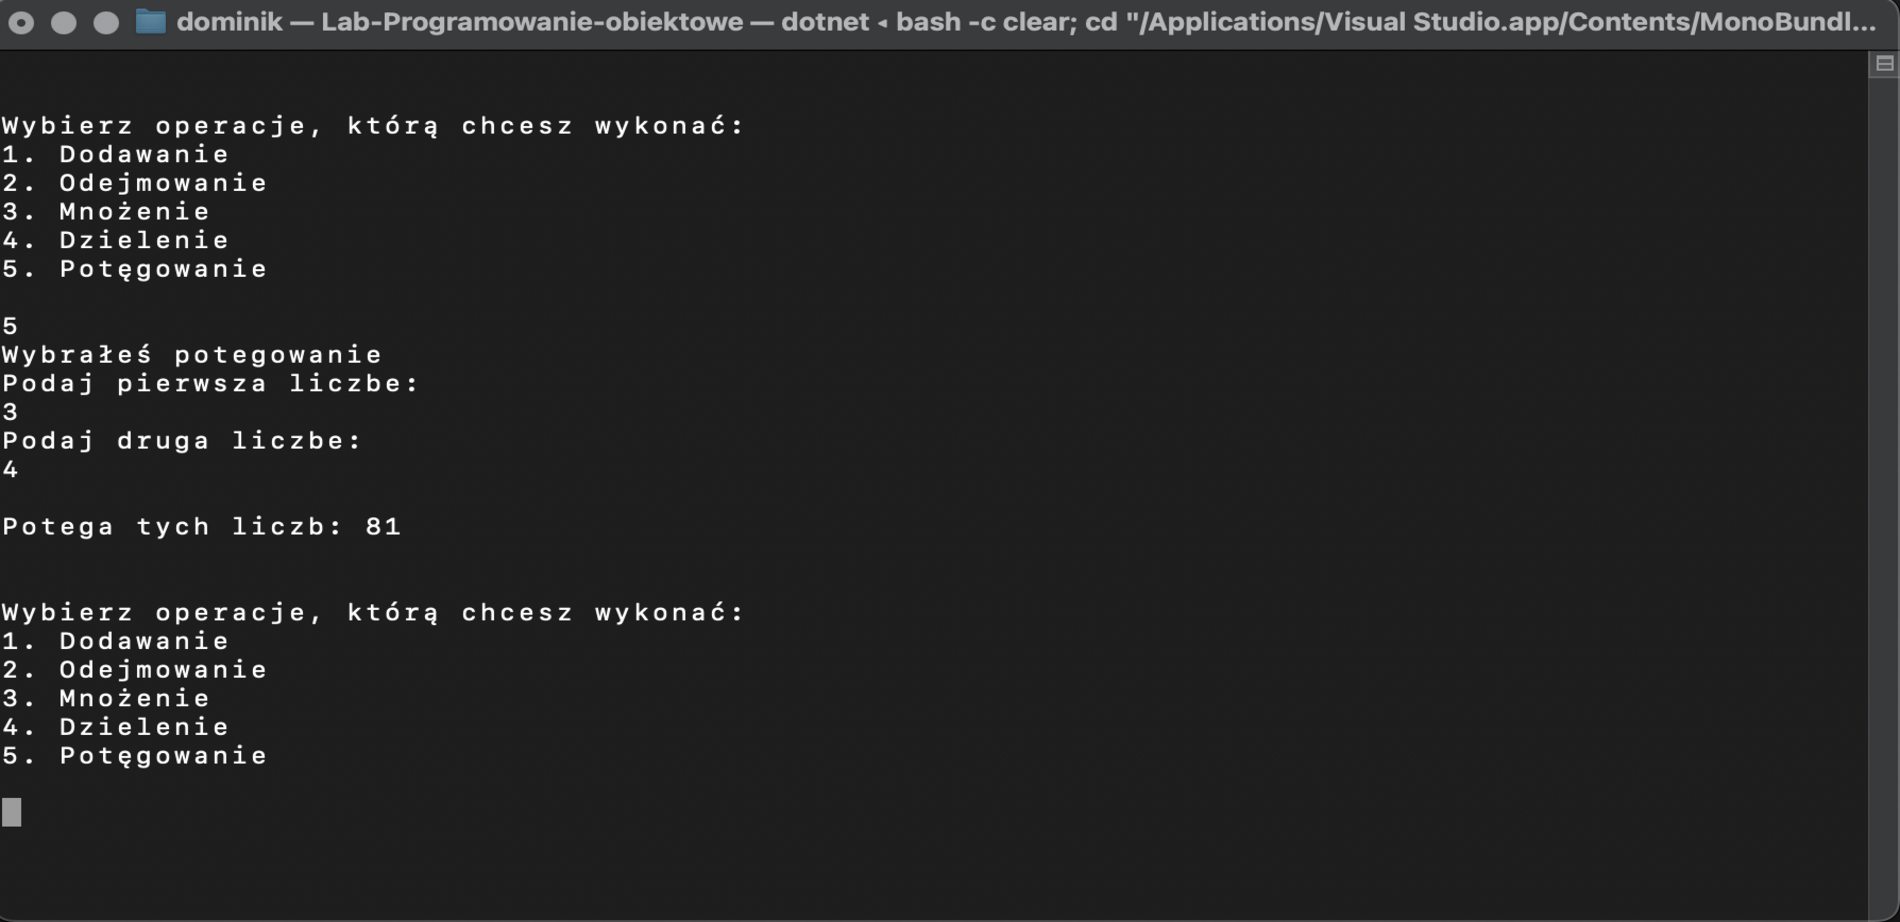 dominik — Lab-Programowanie-obiektowe — dotnet ◂ bash -c clear; cd "/Applications/Visual Studio.app/Contents/MonoBundl...
Wybierz operacje, którą chcesz wykonać:
1. Dodawanie
2. Odejmowanie
3. Mnożenie
4. Dzielenie
5. Potęgowanie
5
Wybrałeś potegowanie
Podaj pierwsza liczbe:
3
Podaj druga liczbe:
4
Potega tych liczb: 81
Wybierz operacje, którą chcesz wykonać:
1. Dodawanie
2. Odejmowanie
3. Mnożenie
4. Dzielenie
5. Potęgowanie